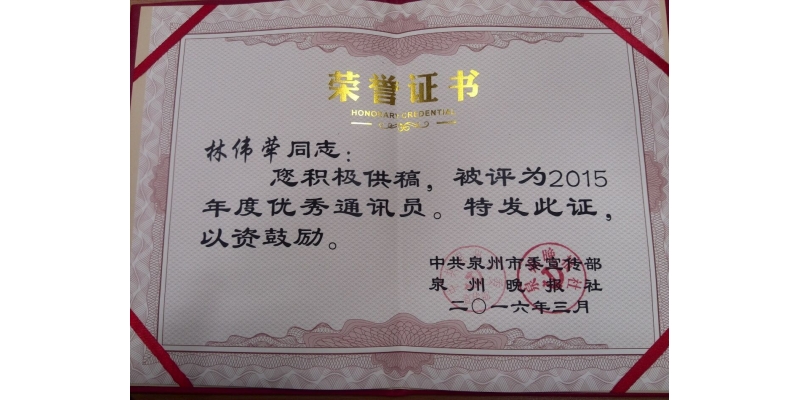 荣誉证书
HONORARY CREDENTIAL
林伟荣同志：
您积极供稿，被评为2015
年度优秀通讯员。特发此证，
以资鼓励。
中共泉州市委宣传部
泉州晚报社
二〇一六年三月